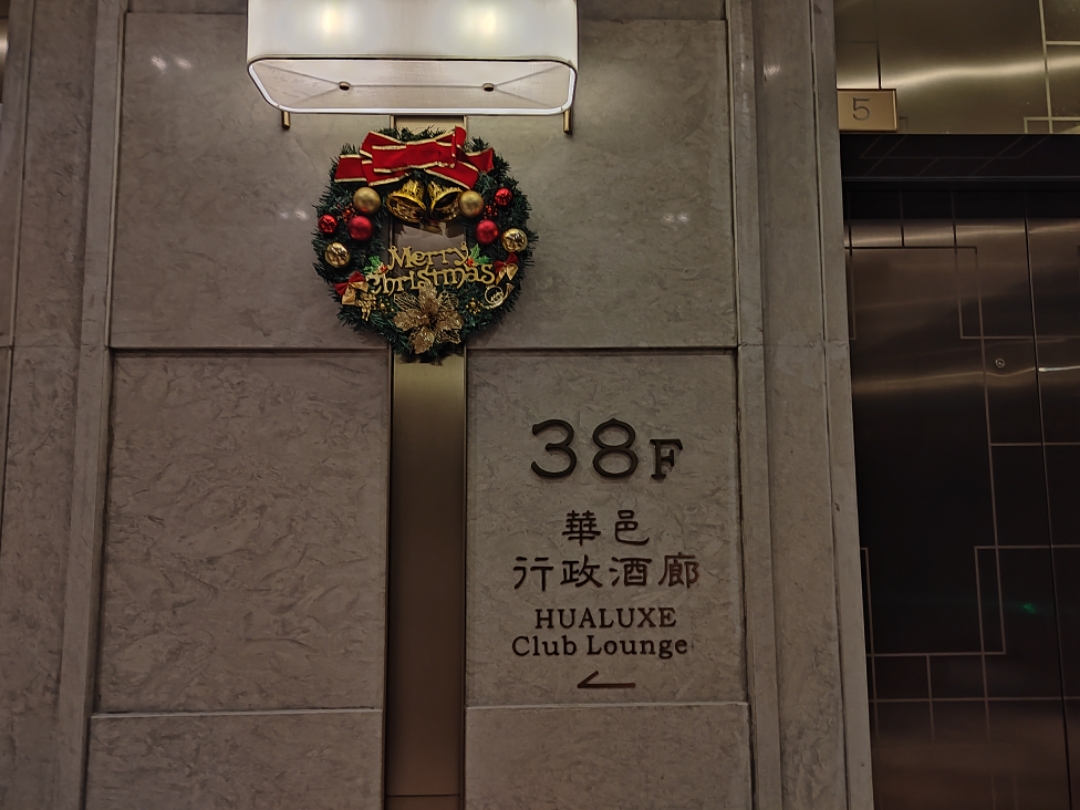 5
Merry
Christmas
38F
華邑
行政酒廊
HUALUXE
Club Lounge